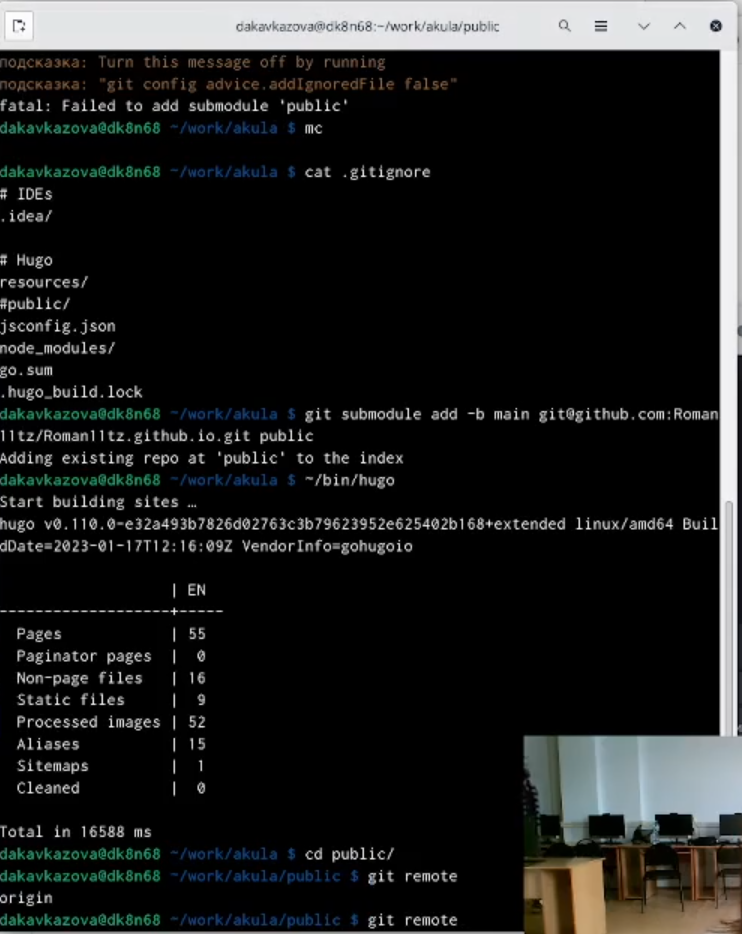 dakavkazova@dk8n68:~/work/akula/public
подсказка: Turn this message off by running
подсказка: "git config advice.addIgnoredFile false"
fatal: Failed to add submodule 'public'
dakavkazova@dk8n68 ~/work/akula $ mc
dakavkazova@dk8n68 ~/work/akula $ cat .gitignore
# IDEs
.idea/
# Hugo
resources/
#public/
jsconfig.json
node_modules/
go.sum
.hugo_build.lock
dakavkazova@dk8n68 ~/work/akula $ git submodule add -b main git@github.com:Roman
11tz/Roman11tz.github.io.git public
Adding existing repo at 'public' to the index
dakavkazova@dk8n68 ~/work/akula $ ~/bin/hugo
Start building sites …
hugo v0.110.0-e32a493b7826d02763c3b79623952e625402b168+extended linux/amd64 Buil
dDate=2023-01-17T12:16:09Z VendorInfo=gohugoio
| EN
-------------------+-----
Pages | 55
Paginator pages | 0
Non-page files | 16
Static files | 9
Processed images | 52
Aliases | 15
Sitemaps | 1
Cleaned | 0
Total in 16588 ms
dakavkazova@dk8n68 ~/work/akula $ cd public/
dakavkazova@dk8n68 ~/work/akula/public $ git remote
origin
dakavkazova@dk8n68 ~/work/akula/public $ git remote